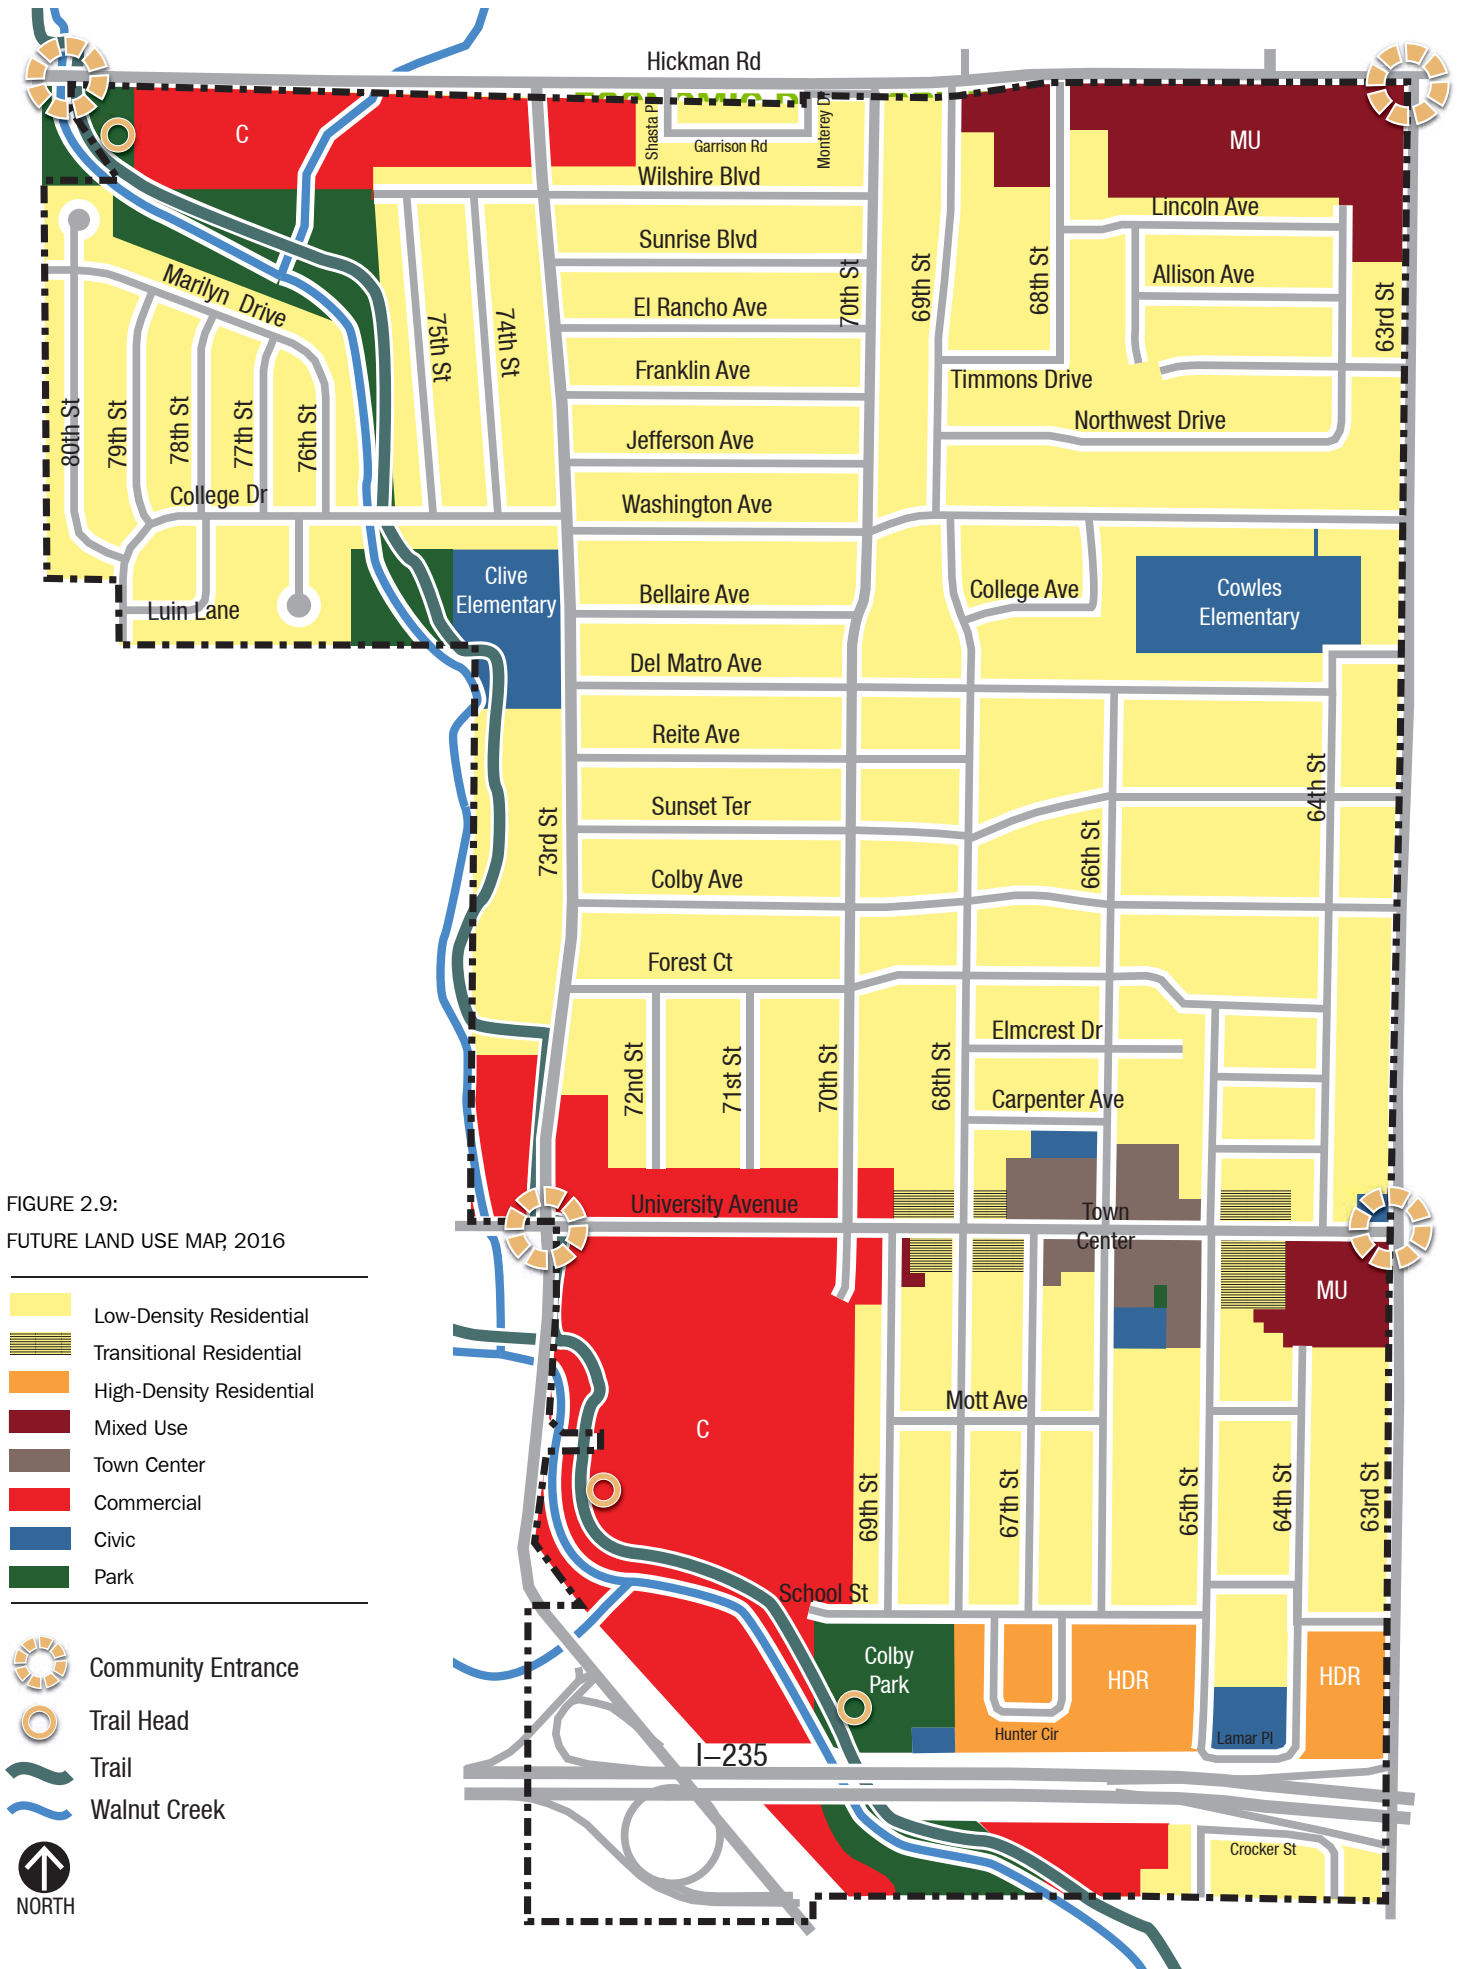 Hickman Rd
C
Shasta Pl
Garrison Rd
Monterey Dr
MU
Wilshire Blvd
Lincoln Ave
Sunrise Blvd
Marilyn Drive
El Rancho Ave
70th St
69th St
68th St
Allison Ave
63rd St
75th St
74th St
Franklin Ave
Timmons Drive
80th St
79th St
78th St
77th St
76th St
Jefferson Ave
Northwest Drive
College Dr
Washington Ave
Clive
Elementary
Bellaire Ave
College Ave
Cowles
Elementary
Luin Lane
Del Matro Ave
Reite Ave
64th St
Sunset Ter
73rd St
66th St
Colby Ave
Forest Ct
Elmcrest Dr
72nd St
71st St
70th St
68th St
Carpenter Ave
University Avenue
Town
Center
MU
Mott Ave
C
69th St
67th St
65th St
64th St
63rd St
School St
Colby
Park
HDR
HDR
Hunter Cir
Lamar Pl
I-235
Crocker St
FIGURE 2.9:
FUTURE LAND USE MAP, 2016
Low-Density Residential
Transitional Residential
High-Density Residential
Mixed Use
Town Center
Commercial
Civic
Park
Community Entrance
Trail Head
Trail
Walnut Creek
NORTH